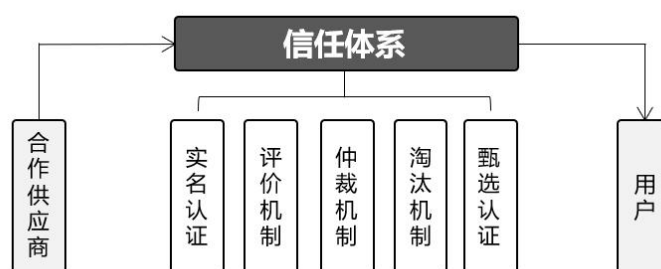 信任体系
合作供应商
实名认证
评价机制
仲裁机制
淘汰机制
甄选认证
用户